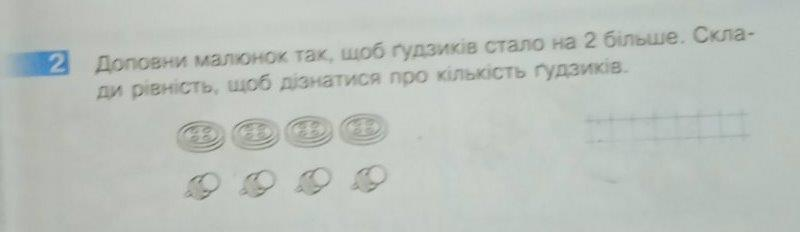 2
Доповни малюнок так, щоб ґудзиків стало на 2 більше. Скла-
ди рівність, щоб дізнатися про кількість ґудзиків.